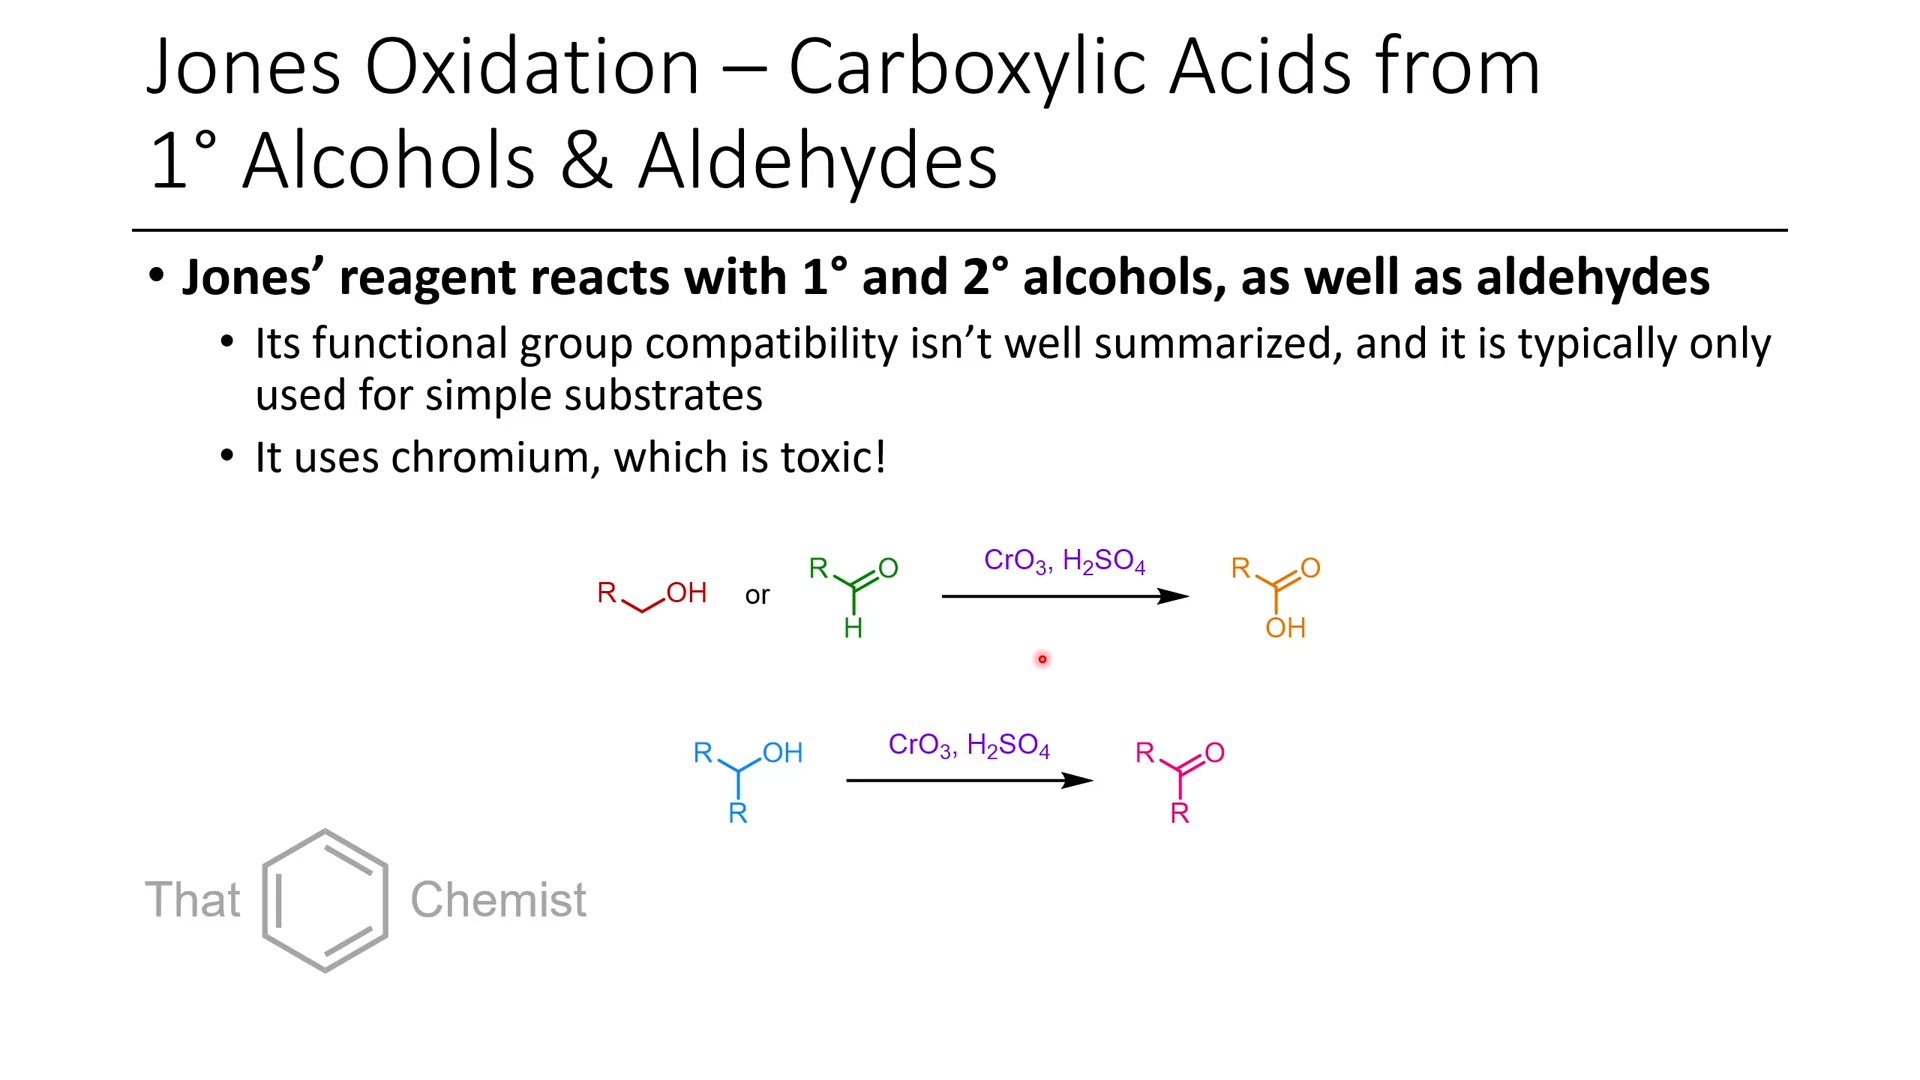 Jones Oxidation – Carboxylic Acids from
1° Alcohols & Aldehydes
• Jones’ reagent reacts with 1° and 2° alcohols, as well as aldehydes
• Its functional group compatibility isn’t well summarized, and it is typically only
used for simple substrates
• It uses chromium, which is toxic!
R OH or R O H CrO₃, H₂SO₄ R O OH
R OH R CrO₃, H₂SO₄ R O R
That Chemist